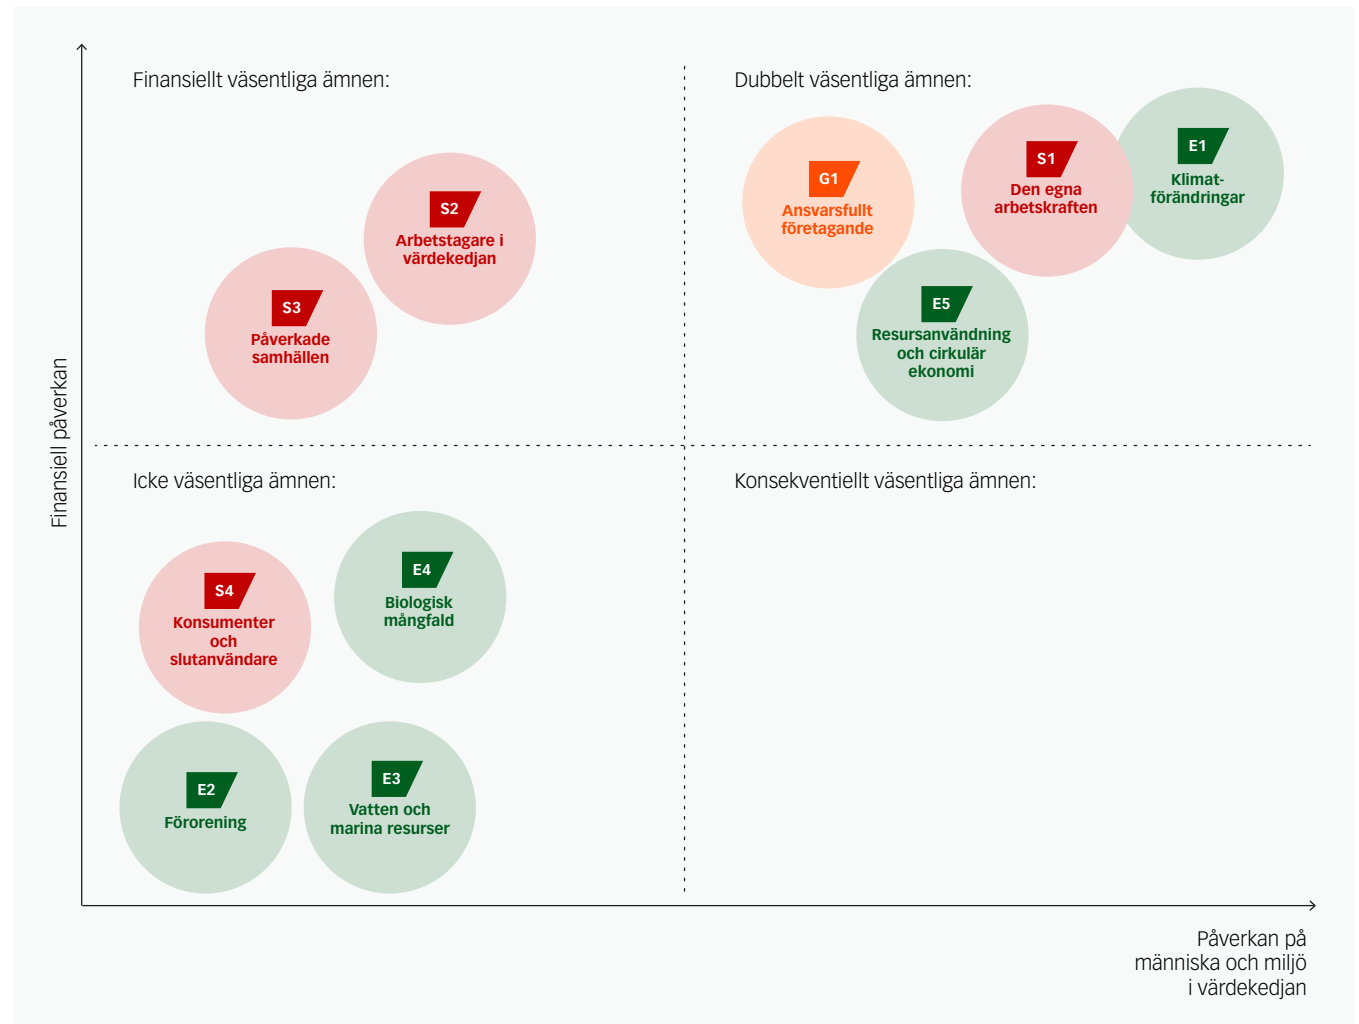 Finansiellt väsentliga ämnen:
S2
Arbetstagare i
värdekedjan
S3
Påverkade
samhällen
Dubbelt väsentliga ämnen:
G1
Ansvarsfullt
företagande
S1
Den egna
arbetskraften
E1
Klimat-
förändringar
E5
Resursanvändning
och cirkulär
ekonomi
Finansiell påverkan
Icke väsentliga ämnen:
S4
Konsumenter
och
slutanvändare
E4
Biologisk
mångfald
E2
Förorening
E3
Vatten och
marina resurser
Konsekventiellt väsentliga ämnen:
Påverkan på
människa och miljö
i värdekedjan